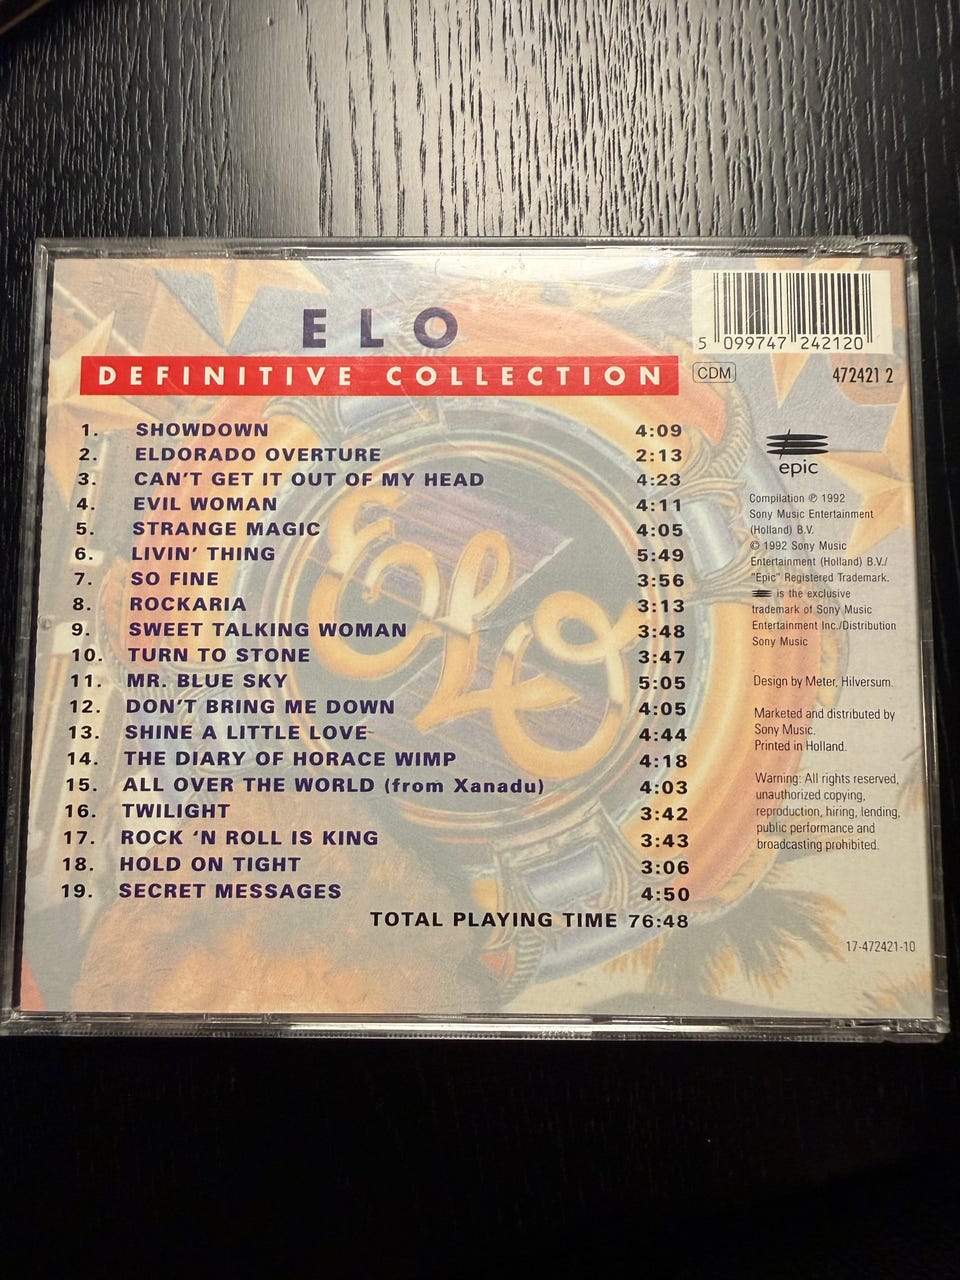 ELO
DEFINITIVE COLLECTION
1. SHOWDOWN 4:09
2. ELDORADO OVERTURE 2:13
3. CAN'T GET IT OUT OF MY HEAD 4:23
4. EVIL WOMAN 4:11
5. STRANGE MAGIC 4:05
6. LIVIN' THING 5:49
7. SO FINE 3:56
8. ROCKARIA 3:13
9. SWEET TALKING WOMAN 3:48
10. TURN TO STONE 3:47
11. MR. BLUE SKY 5:05
12. DON'T BRING ME DOWN 4:05
13. SHINE A LITTLE LOVE 4:44
14. THE DIARY OF HORACE WIMP 4:18
15. ALL OVER THE WORLD (from Xanadu) 4:03
16. TWILIGHT 3:42
17. ROCK 'N ROLL IS KING 3:43
18. HOLD ON TIGHT 3:06
19. SECRET MESSAGES 4:50
TOTAL PLAYING TIME 76:48
ELO
5 099747 242120
CDM 472421 2
epic
Compilation ℗ 1992
Sony Music Entertainment
(Holland) B.V.
© 1992 Sony Music
Entertainment (Holland) B.V./
"Epic" Registered Trademark.
is the exclusive
trademark of Sony Music
Entertainment Inc./Distribution
Sony Music
Design by Meter, Hilversum.
Marketed and distributed by
Sony Music.
Printed in Holland.
Warning: All rights reserved,
unauthorized copying,
reproduction, hiring, lending,
public performance and
broadcasting prohibited.
17-472421-10